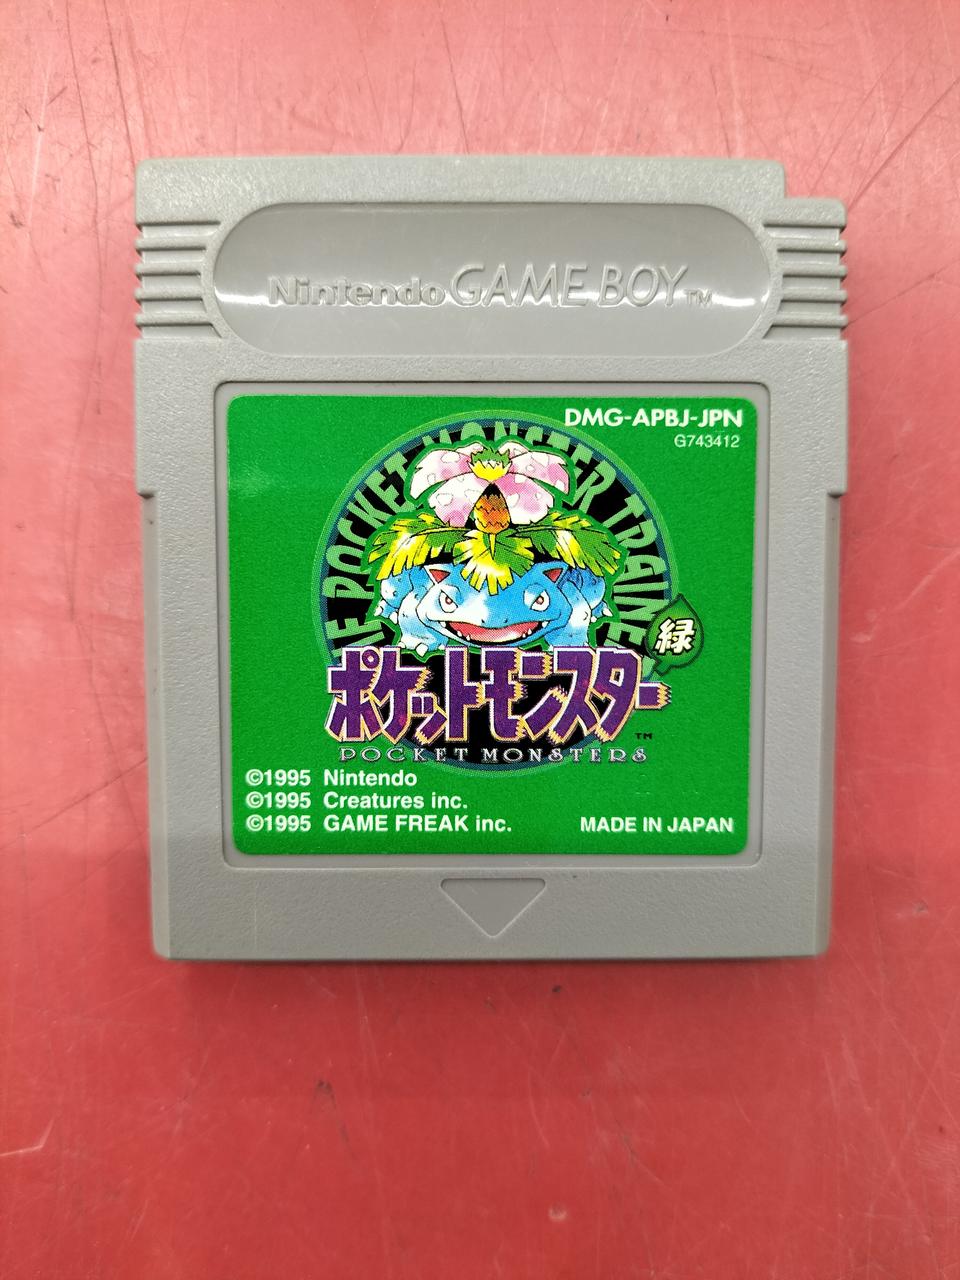 Nintendo GAME BOY™
DMG-APBJ-JPN
G743412
THE POCKET MONSTER TRAINER
緑
ポケットモンスター
™
POCKET MONSTERS
©1995 Nintendo
©1995 Creatures inc.
©1995 GAME FREAK inc.
MADE IN JAPAN